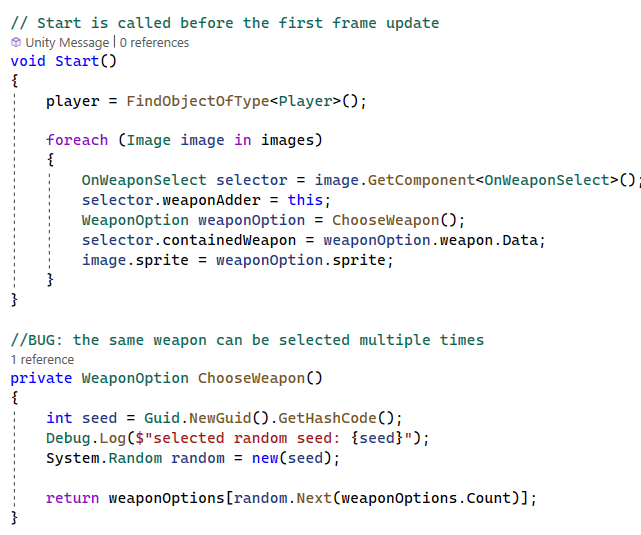 // Start is called before the first frame update
Unity Message | 0 references
void Start()
{
player = FindObjectOfType<Player>();
foreach (Image image in images)
{
OnWeaponSelect selector = image.GetComponent<OnWeaponSelect>();
selector.weaponAdder = this;
WeaponOption weaponOption = ChooseWeapon();
selector.containedWeapon = weaponOption.weapon.Data;
image.sprite = weaponOption.sprite;
}
}
//BUG: the same weapon can be selected multiple times
1 reference
private WeaponOption ChooseWeapon()
{
int seed = Guid.NewGuid().GetHashCode();
Debug.Log($"selected random seed: {seed}");
System.Random random = new(seed);
return weaponOptions[random.Next(weaponOptions.Count)];
}